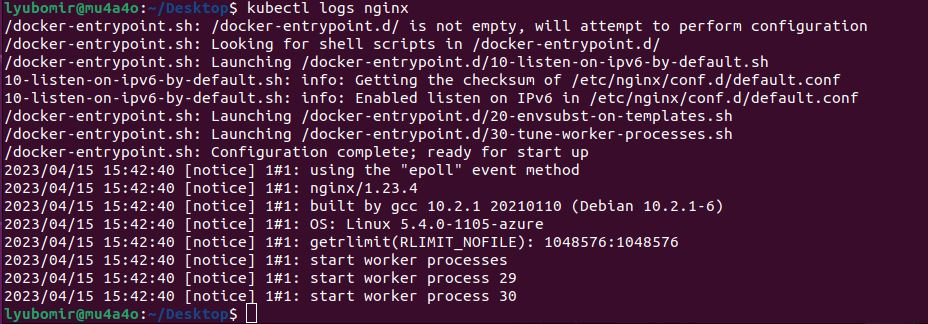 lyubomir@mu4a4o:~/Desktop$ kubectl logs nginx
/docker-entrypoint.sh: /docker-entrypoint.d/ is not empty, will attempt to perform configuration
/docker-entrypoint.sh: Looking for shell scripts in /docker-entrypoint.d/
/docker-entrypoint.sh: Launching /docker-entrypoint.d/10-listen-on-ipv6-by-default.sh
10-listen-on-ipv6-by-default.sh: info: Getting the checksum of /etc/nginx/conf.d/default.conf
10-listen-on-ipv6-by-default.sh: info: Enabled listen on IPv6 in /etc/nginx/conf.d/default.conf
/docker-entrypoint.sh: Launching /docker-entrypoint.d/20-envsubst-on-templates.sh
/docker-entrypoint.sh: Launching /docker-entrypoint.d/30-tune-worker-processes.sh
/docker-entrypoint.sh: Configuration complete; ready for start up
2023/04/15 15:42:40 [notice] 1#1: using the "epoll" event method
2023/04/15 15:42:40 [notice] 1#1: nginx/1.23.4
2023/04/15 15:42:40 [notice] 1#1: built by gcc 10.2.1 20210110 (Debian 10.2.1-6)
2023/04/15 15:42:40 [notice] 1#1: OS: Linux 5.4.0-1105-azure
2023/04/15 15:42:40 [notice] 1#1: getrlimit(RLIMIT_NOFILE): 1048576:1048576
2023/04/15 15:42:40 [notice] 1#1: start worker processes
2023/04/15 15:42:40 [notice] 1#1: start worker process 29
2023/04/15 15:42:40 [notice] 1#1: start worker process 30
lyubomir@mu4a4o:~/Desktop$